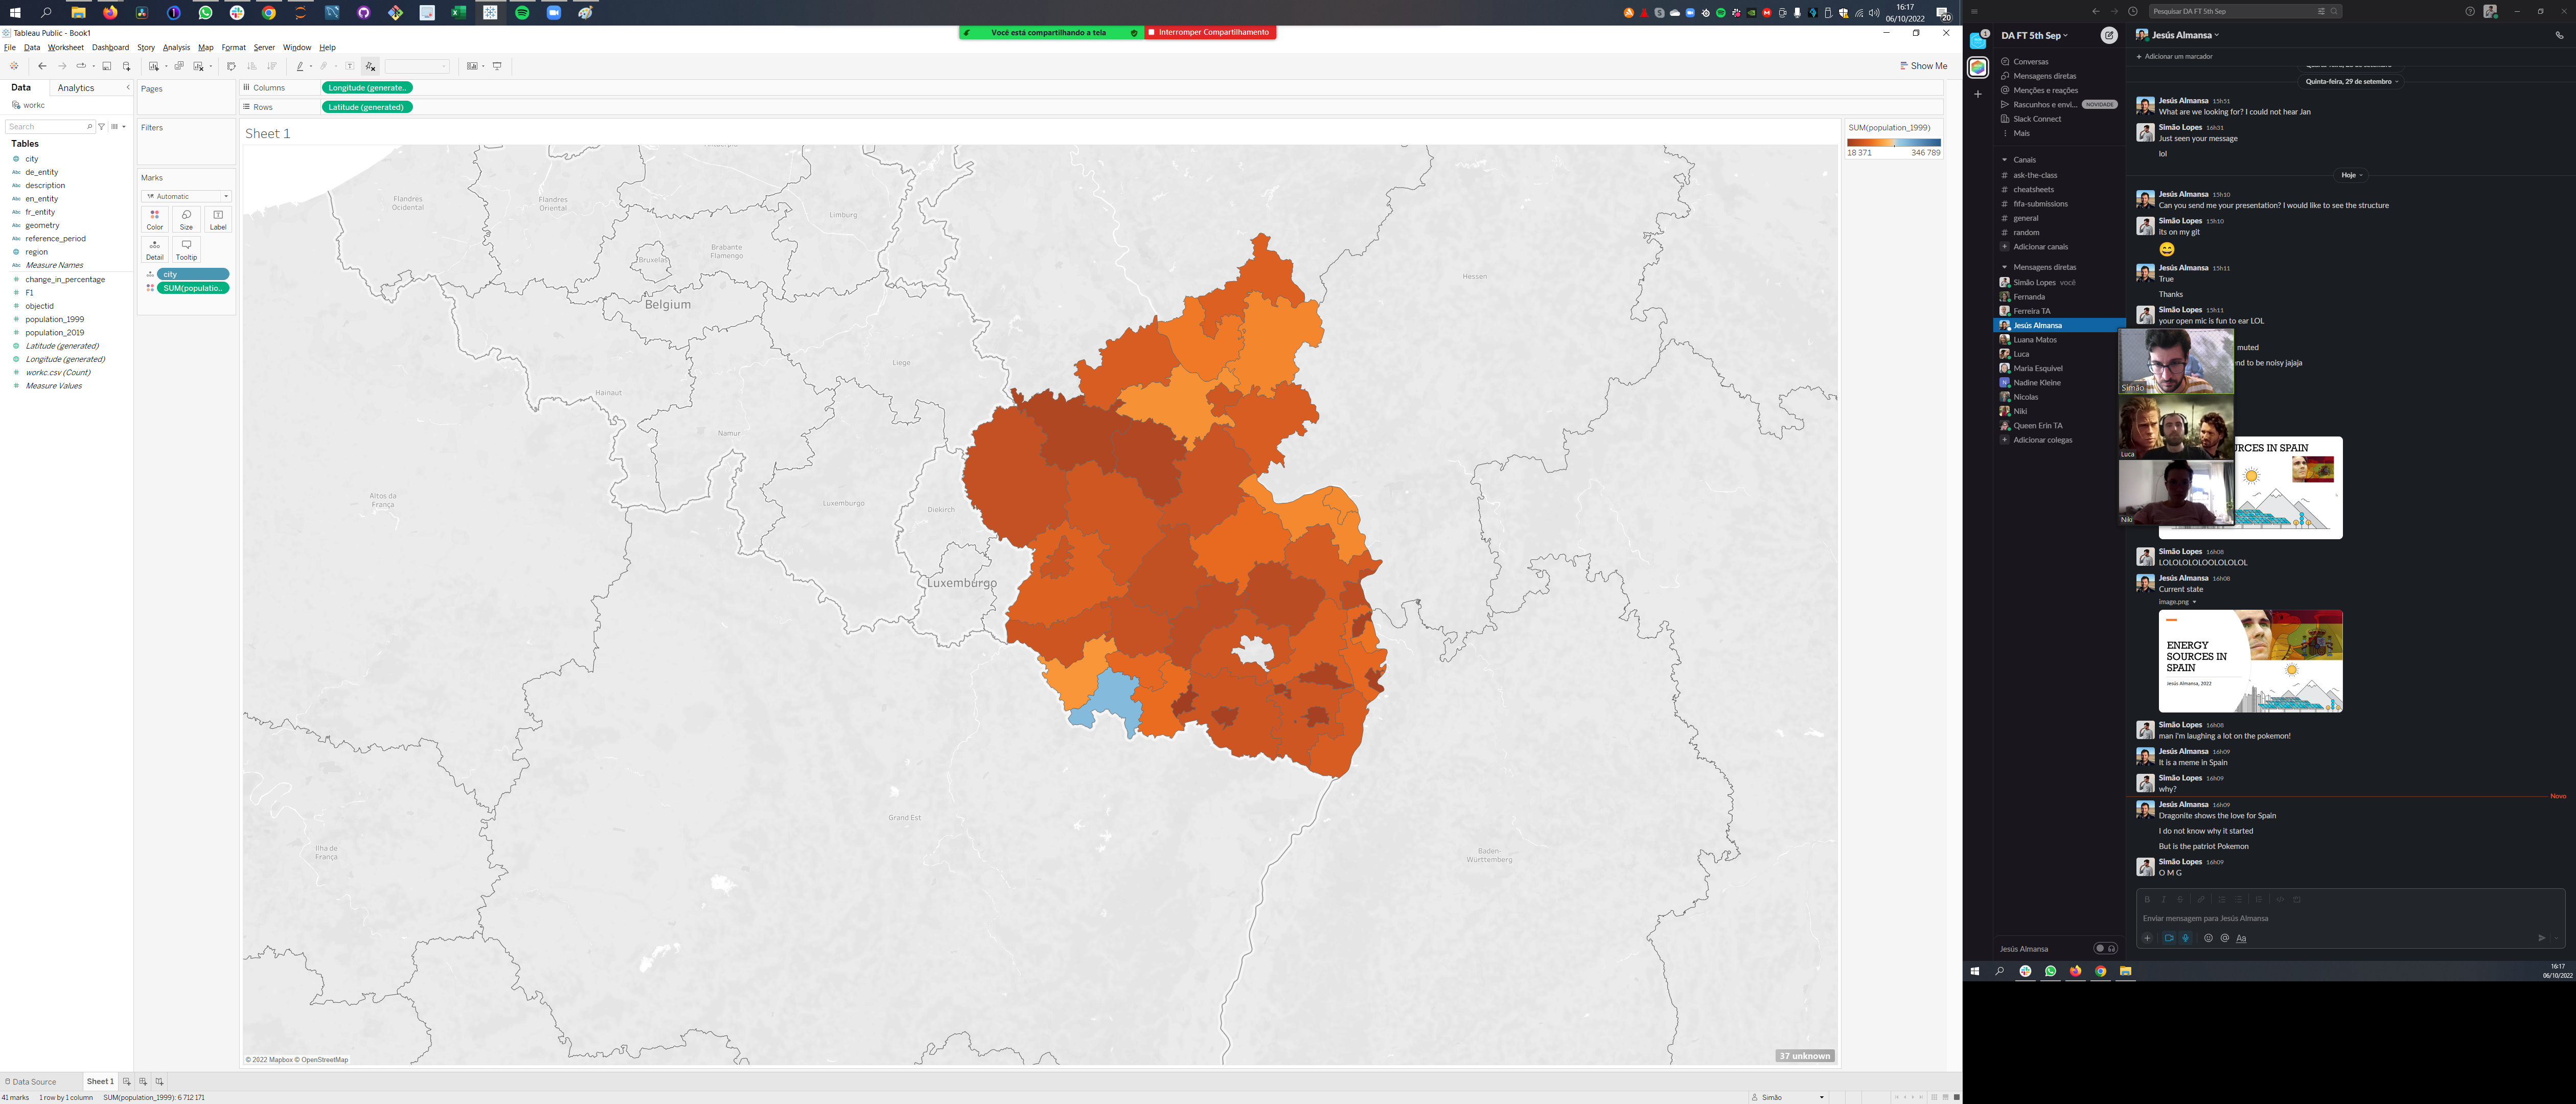 16:17
06/10/2022
20
Tableau Public - Book1
Você está compartilhando a tela
Interromper Compartilhamento
File Data Worksheet Dashboard Story Analysis Map Format Server Window Help
Show Me
Data Analytics
workc
Search
Tables
city
de_entity
description
en_entity
fr_entity
geometry
reference_period
region
Measure Names
change_in_percentage
F1
objectid
population_1999
population_2019
Latitude (generated)
Longitude (generated)
workc.csv (Count)
Measure Values
Pages
Filters
Marks
Automatic
Color Size Label
Detail Tooltip
city
SUM(populatio..
Columns Longitude (generate..
Rows Latitude (generated)
Sheet 1
Flandres Ocidental
Flandres Oriental
Limburg
Brabante Flamengo
Bruxelas
Belgium
Liege
Hainaut
Namur
Hessen
Altos da França
Luxemburgo
Diekirch
Luxemburgo
Grand Est
Ilha de França
Baden-Wurttemberg
© 2022 Mapbox © OpenStreetMap
37 unknown
SUM(population_1999)
18 371 346 789
Data Source Sheet 1
41 marks 1 row by 1 column SUM(population_1999): 6 712 171
Simão
Pesquisar DA FT 5th Sep
1
DA FT 5th Sep
Conversas
Mensagens diretas
Menções e reações
Rascunhos e envi... NOVIDADE
Slack Connect
Mais
Canais
# ask-the-class
# cheatsheets
# fifa-submissions
# general
# random
Adicionar canais
Mensagens diretas
Simão Lopes você
Fernanda
Ferreira TA
Jesús Almansa
Luana Matos
Luca
Maria Esquivel
Nadine Kleine
Nicolas
Niki
Queen Erin TA
Adicionar colegas
Jesús Almansa
Jesús Almansa
+ Adicionar um marcador
Quinta-feira, 29 de setembro
Jesús Almansa 15h51
What are we looking for? I could not hear Jan
Simão Lopes 16h31
Just seen your message
lol
Hoje
Jesús Almansa 15h10
Can you send me your presentation? I would like to see the structure
Simão Lopes 15h10
Its on my git
Jesús Almansa 15h11
True
Thanks
Simão Lopes 15h11
your open mic is fun to ear LOL
muted
nd to be noisy jajaja
Simão
Luca
Niki
URCES IN SPAIN
Simão Lopes 16h08
LOLOLOLOLOOLOLOLOL
Jesús Almansa 16h08
Current state
image.png
ENERGY
SOURCES IN
SPAIN
Jesús Almansa, 2022
Simão Lopes 16h08
man I'm laughing a lot on the pokemon!
Jesús Almansa 16h09
It is a meme in Spain
Simão Lopes 16h09
why?
Novo
Jesús Almansa 16h09
Dragonite shows the love for Spain
I do not know why it started
But is the patriot Pokemon
Simão Lopes 16h09
O M G
Enviar mensagem para Jesús Almansa
Aa
16:17
06/10/2022